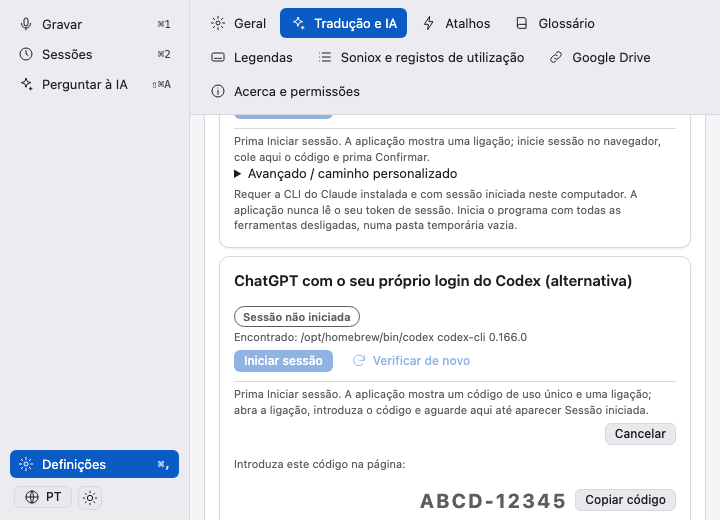 Gravar ⌘1
Sessões ⌘2
Perguntar à IA ⇧⌘A
Geral
Tradução e IA
Atalhos
Glossário
Legendas
Soniox e registos de utilização
Google Drive
Acerca e permissões
Prima Iniciar sessão. A aplicação mostra uma ligação; inicie sessão no navegador,
cole aqui o código e prima Confirmar.
Avançado / caminho personalizado
Requer a CLI do Claude instalada e com sessão iniciada neste computador. A
aplicação nunca lê o seu token de sessão. Inicia o programa com todas as
ferramentas desligadas, numa pasta temporária vazia.
ChatGPT com o seu próprio login do Codex (alternativa)
Sessão não iniciada
Encontrado: /opt/homebrew/bin/codex codex-cli 0.166.0
Iniciar sessão
Verificar de novo
Prima Iniciar sessão. A aplicação mostra um código de uso único e uma ligação;
abra a ligação, introduza o código e aguarde aqui até aparecer Sessão iniciada.
Cancelar
Introduza este código na página:
ABCD-12345
Copiar código
Definições ⌘,
PT